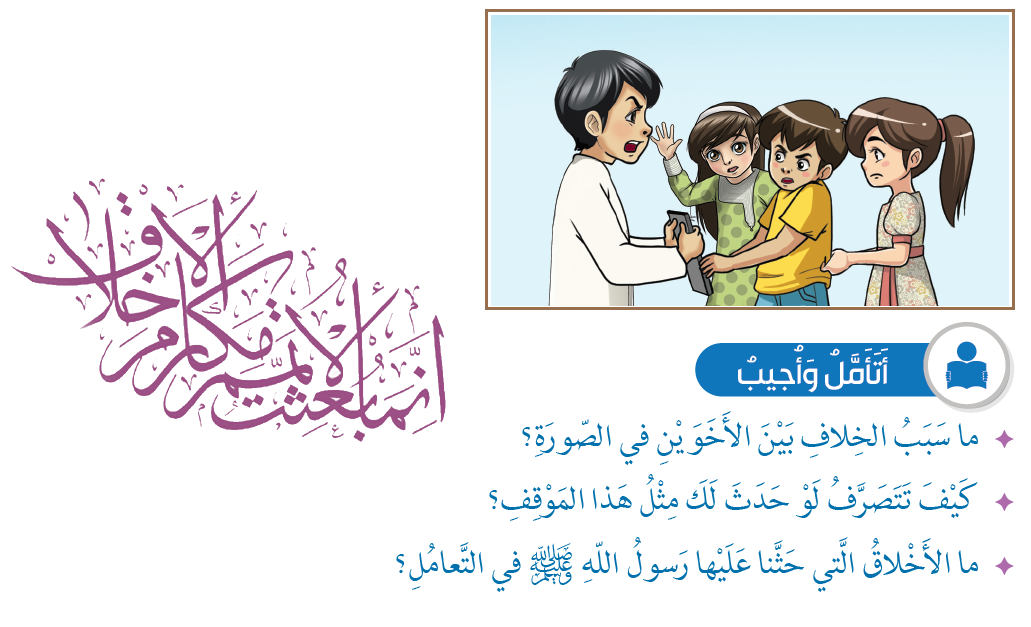 إنما بعثت لأتمم مكارم الأخلاق
أَتَأَمَّلُ وَأُجيبُ
ما سَبَبُ الخِلافِ بَيْنَ الأَخَوَيْنِ في الصّورَةِ؟
كَيْفَ تَتَصَرَّفُ لَوْ حَدَثَ لَكَ مِثْلُ هَذا المَوْقِفِ؟
ما الأَخْلاقُ الَّتي حَثَّنا عَلَيْها رَسولُ اللّهِ ﷺ في التَّعامُلِ؟